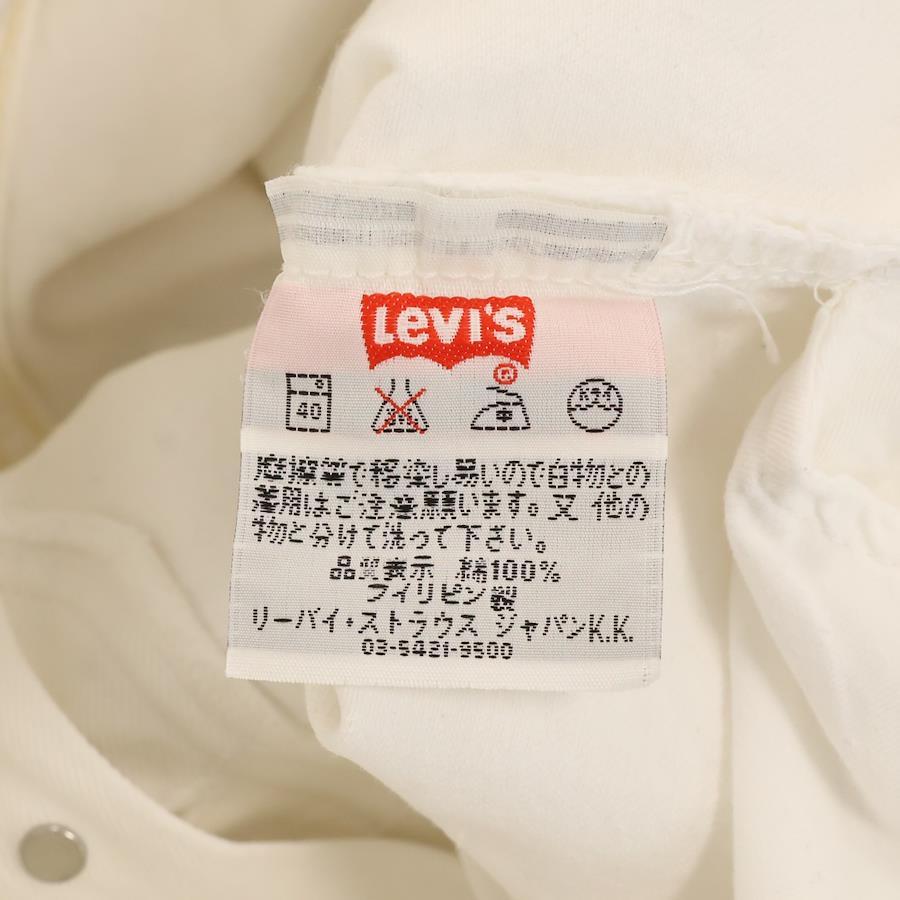 Levi's
R
40
摩擦等で移染し易いので白物との
着用はご注意願います。又 他の
物と分けて洗って下さい。
品質表示 綿100%
フィリピン製
リーバイ・ストラウス ジャパンK.K.
03-5421-9500